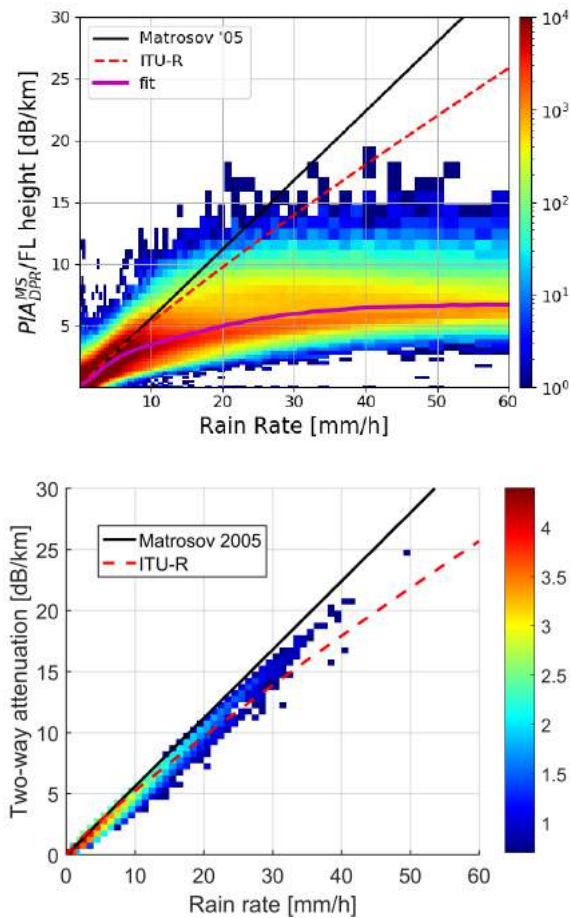 30
25
20
15
10
5
PIA^{MS}_{DPR}/FL height [dB/km]
Matrosov '05
ITU-R
fit
10 20 30 40 50 60
Rain Rate [mm/h]
10^4
10^3
10^2
10^1
10^0
30
25
20
15
10
5
0
Two-way attenuation [dB/km]
Matrosov 2005
ITU-R
0 10 20 30 40 50 60
Rain rate [mm/h]
4
3.5
3
2.5
2
1.5
1